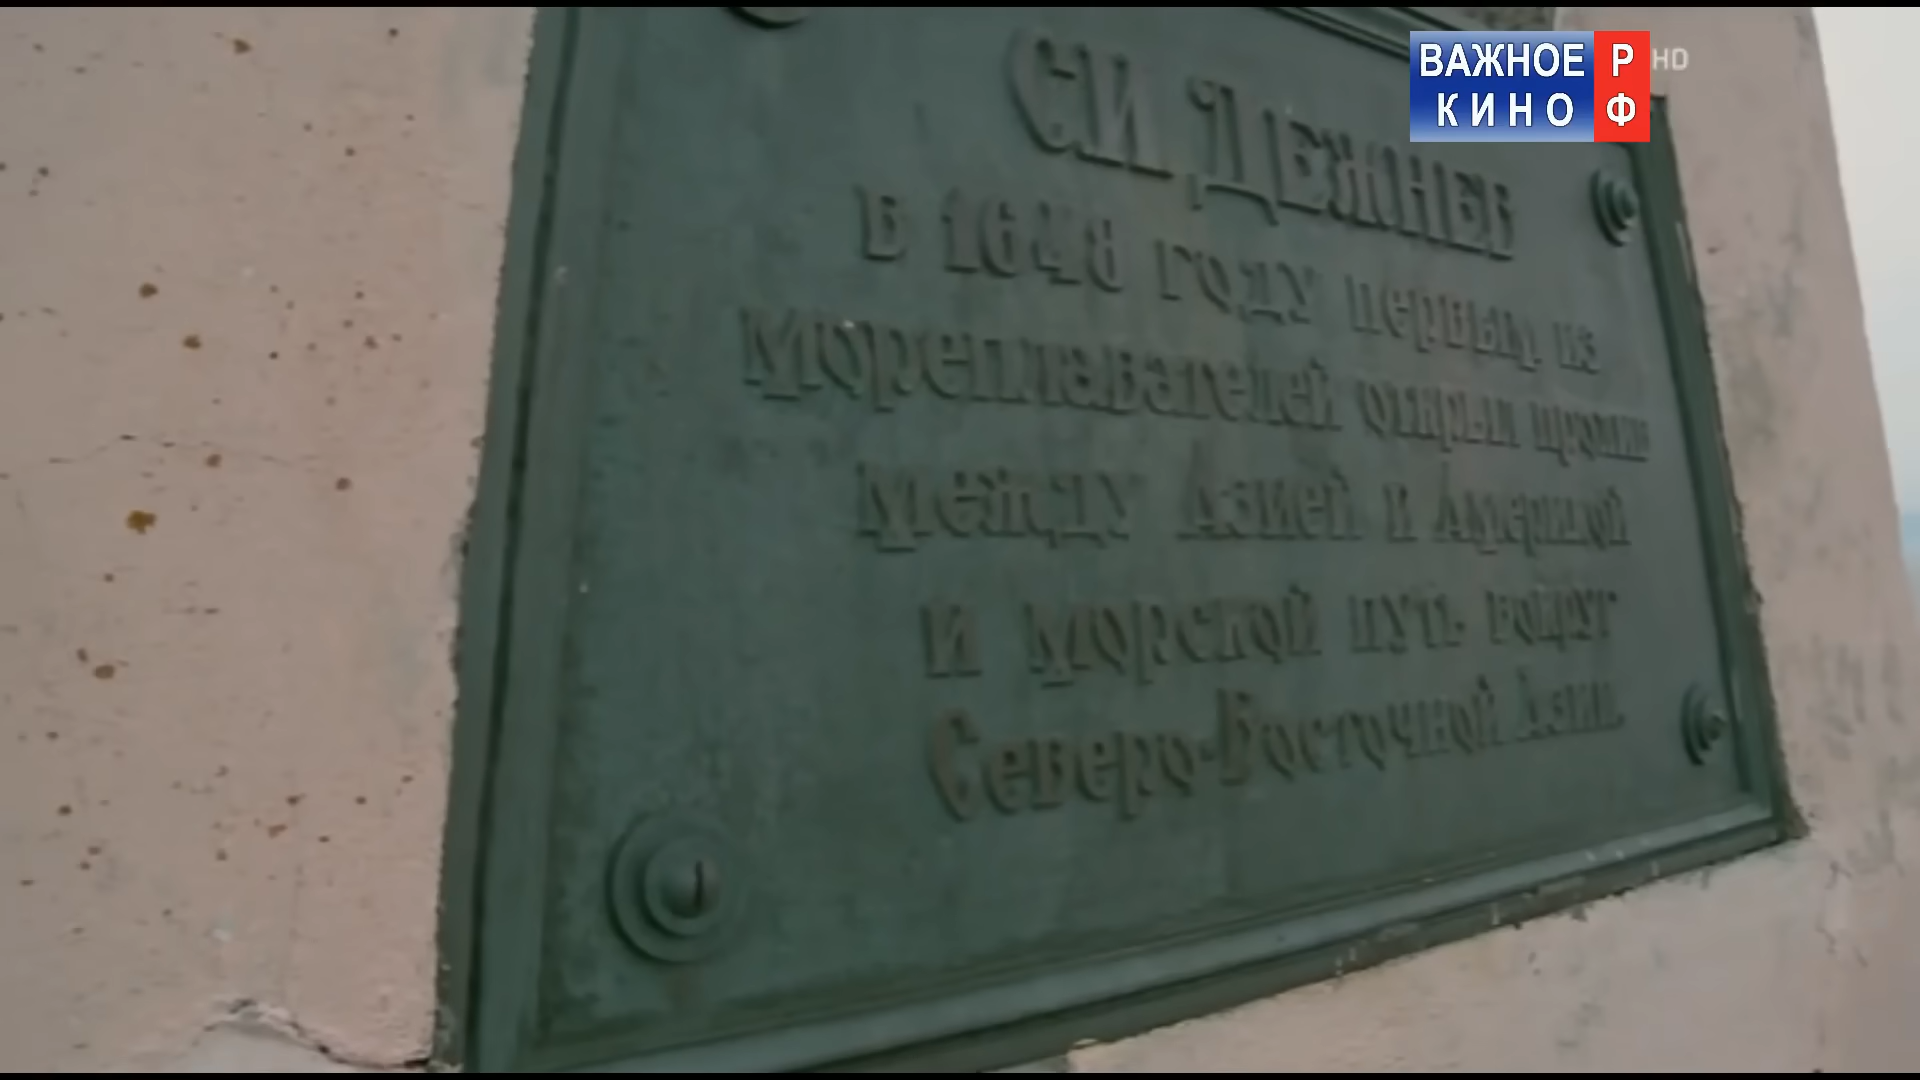 ВАЖНОЕ РФ
КИНО
HD
С.И. ДЕЖНЕВ
В 1648 ГОДУ ПЕРВЫМ ИЗ
МОРЕПЛАВАТЕЛЕЙ ОТКРЫЛ ПРОЛИВ
МЕЖДУ АЗИЕЙ И АМЕРИКОЙ
И МОРСКОЙ ПУТЬ ВОКРУГ
СЕВЕРО-ВОСТОЧНОЙ АЗИИ.